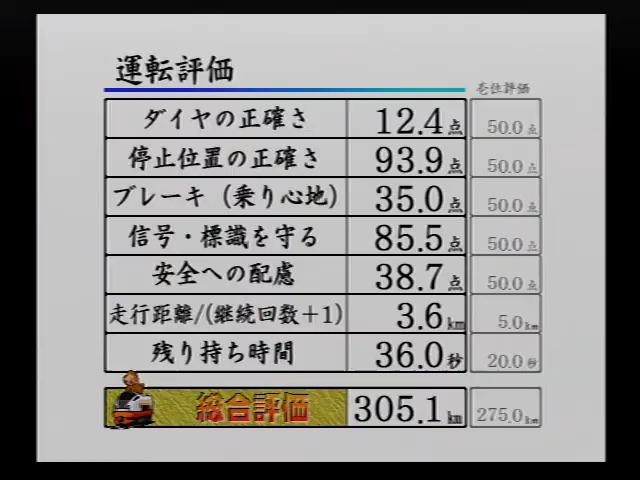 運転評価
壱位評価
ダイヤの正確さ 12.4点 50.0点
停止位置の正確さ 93.9点 50.0点
ブレーキ（乗り心地） 35.0点 50.0点
信号・標識を守る 85.5点 50.0点
安全への配慮 38.7点 50.0点
走行距離/(継続回数＋1) 3.6km 5.0km
残り持ち時間 36.0秒 20.0秒
総合評価 305.1km 275.0km